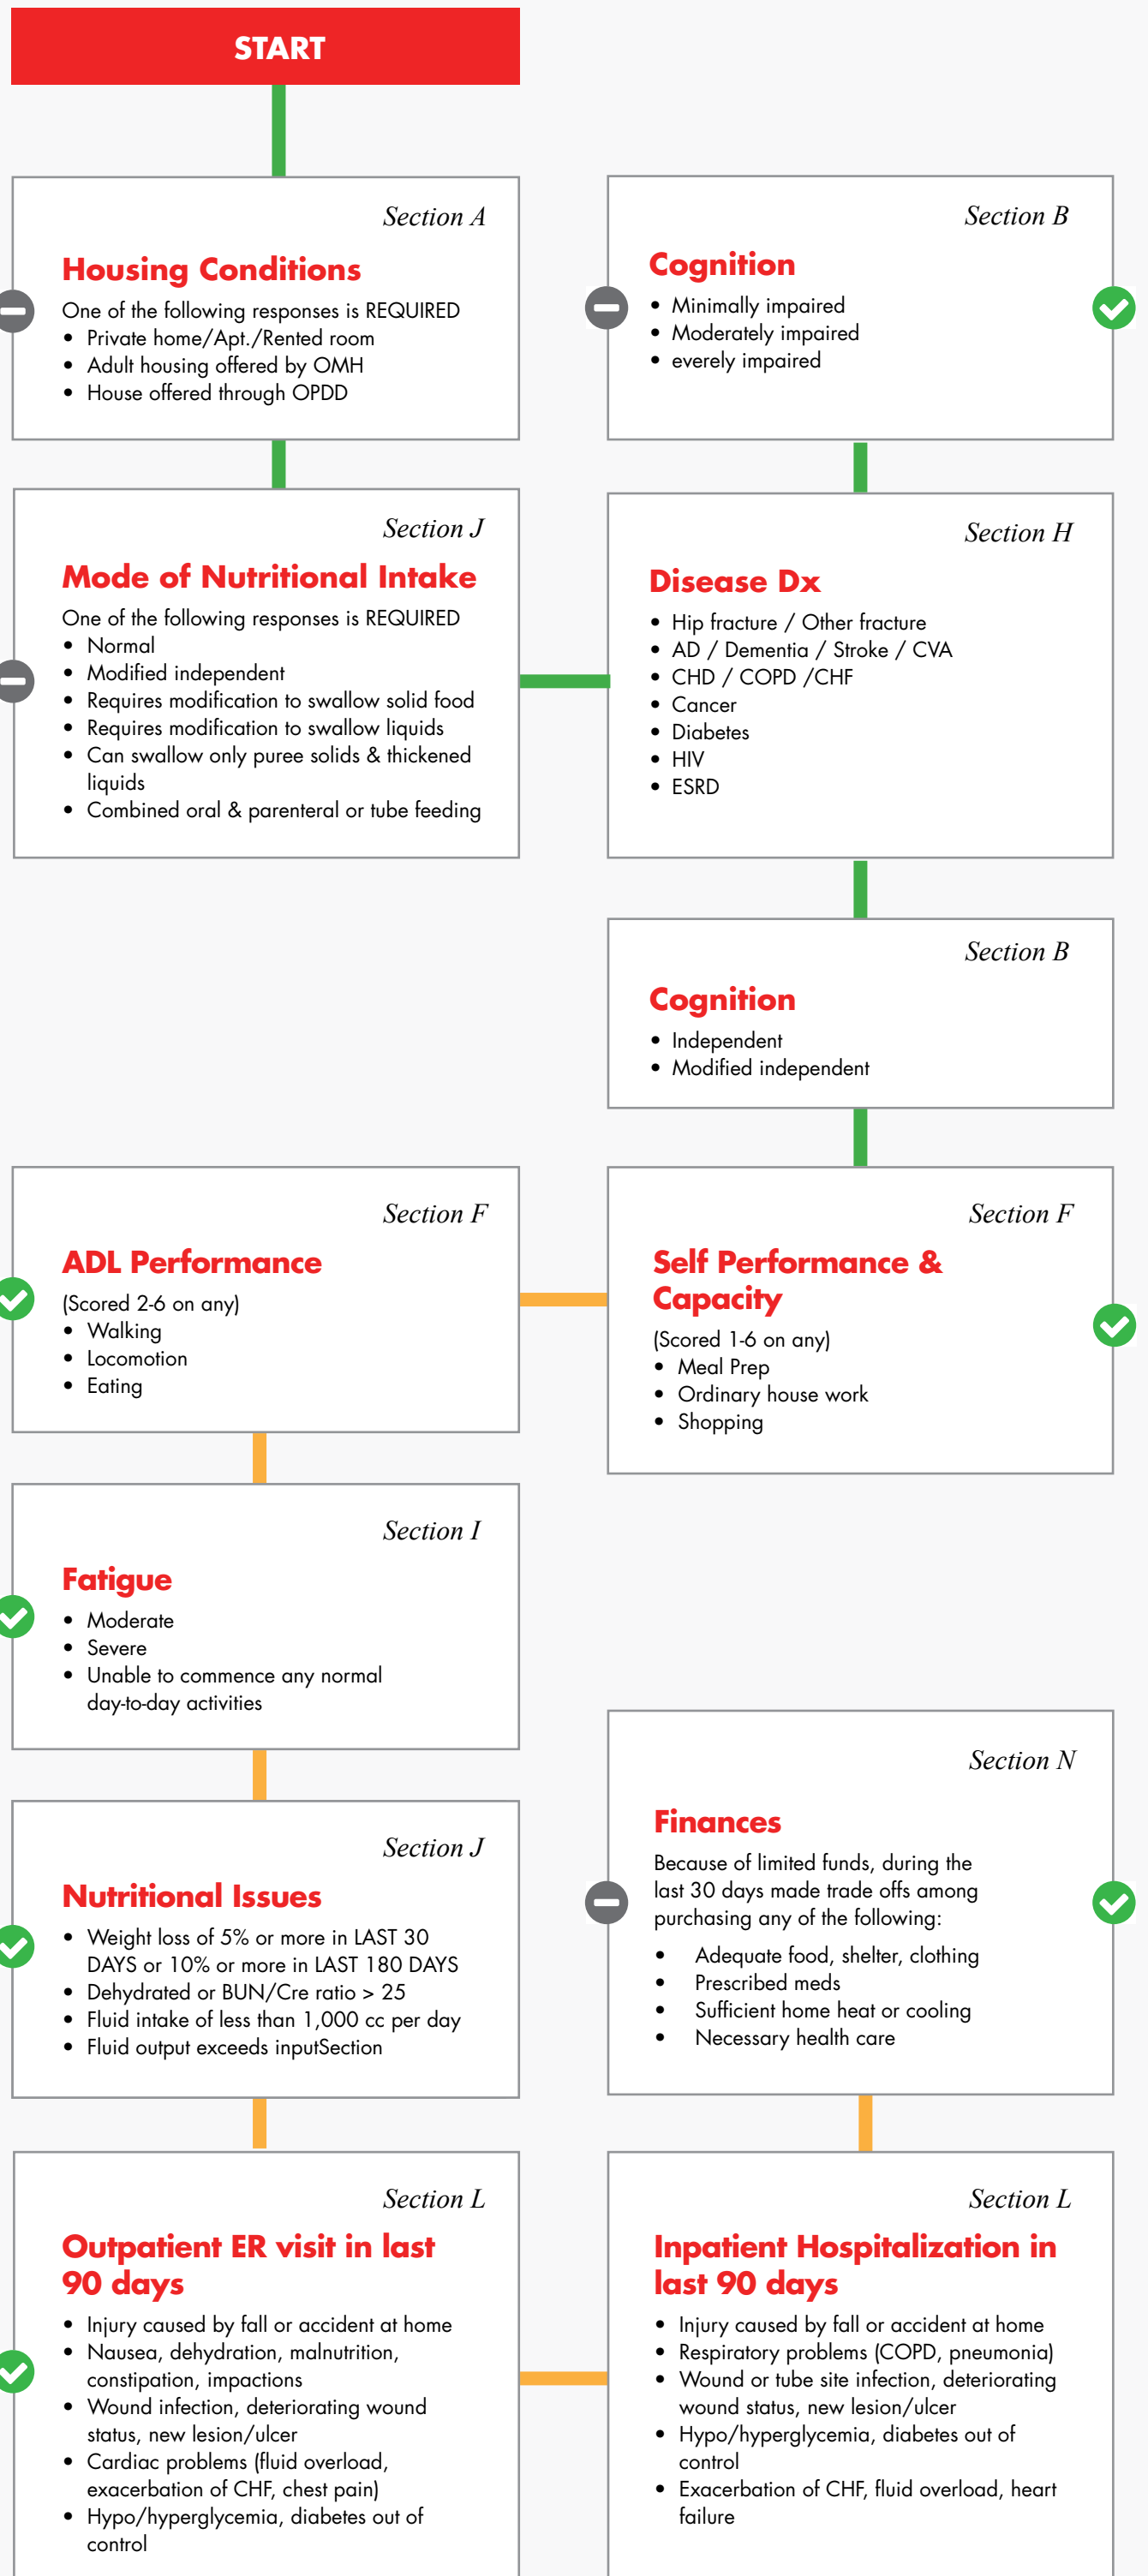 START
Section A
Housing Conditions
One of the following responses is REQUIRED
• Private home/Apt./Rented room
• Adult housing offered by OMH
• House offered through OPDD
Section B
Cognition
• Minimally impaired
• Moderately impaired
• everely impaired
Section J
Mode of Nutritional Intake
One of the following responses is REQUIRED
• Normal
• Modified independent
• Requires modification to swallow solid food
• Requires modification to swallow liquids
• Can swallow only puree solids & thickened
liquids
• Combined oral & parenteral or tube feeding
Section H
Disease Dx
• Hip fracture / Other fracture
• AD / Dementia / Stroke / CVA
• CHD / COPD /CHF
• Cancer
• Diabetes
• HIV
• ESRD
Section B
Cognition
• Independent
• Modified independent
Section F
ADL Performance
(Scored 2-6 on any)
• Walking
• Locomotion
• Eating
Section F
Self Performance &
Capacity
(Scored 1-6 on any)
• Meal Prep
• Ordinary house work
• Shopping
Section I
Fatigue
• Moderate
• Severe
• Unable to commence any normal
day-to-day activities
Section J
Nutritional Issues
• Weight loss of 5% or more in LAST 30
DAYS or 10% or more in LAST 180 DAYS
• Dehydrated or BUN/Cre ratio > 25
• Fluid intake of less than 1,000 cc per day
• Fluid output exceeds inputSection
Section N
Finances
Because of limited funds, during the
last 30 days made trade offs among
purchasing any of the following:
• Adequate food, shelter, clothing
• Prescribed meds
• Sufficient home heat or cooling
• Necessary health care
Section L
Outpatient ER visit in last
90 days
• Injury caused by fall or accident at home
• Nausea, dehydration, malnutrition,
constipation, impactions
• Wound infection, deteriorating wound
status, new lesion/ulcer
• Cardiac problems (fluid overload,
exacerbation of CHF, chest pain)
• Hypo/hyperglycemia, diabetes out of
control
Section L
Inpatient Hospitalization in
last 90 days
• Injury caused by fall or accident at home
• Respiratory problems (COPD, pneumonia)
• Wound or tube site infection, deteriorating
wound status, new lesion/ulcer
• Hypo/hyperglycemia, diabetes out of
control
• Exacerbation of CHF, fluid overload, heart
failure